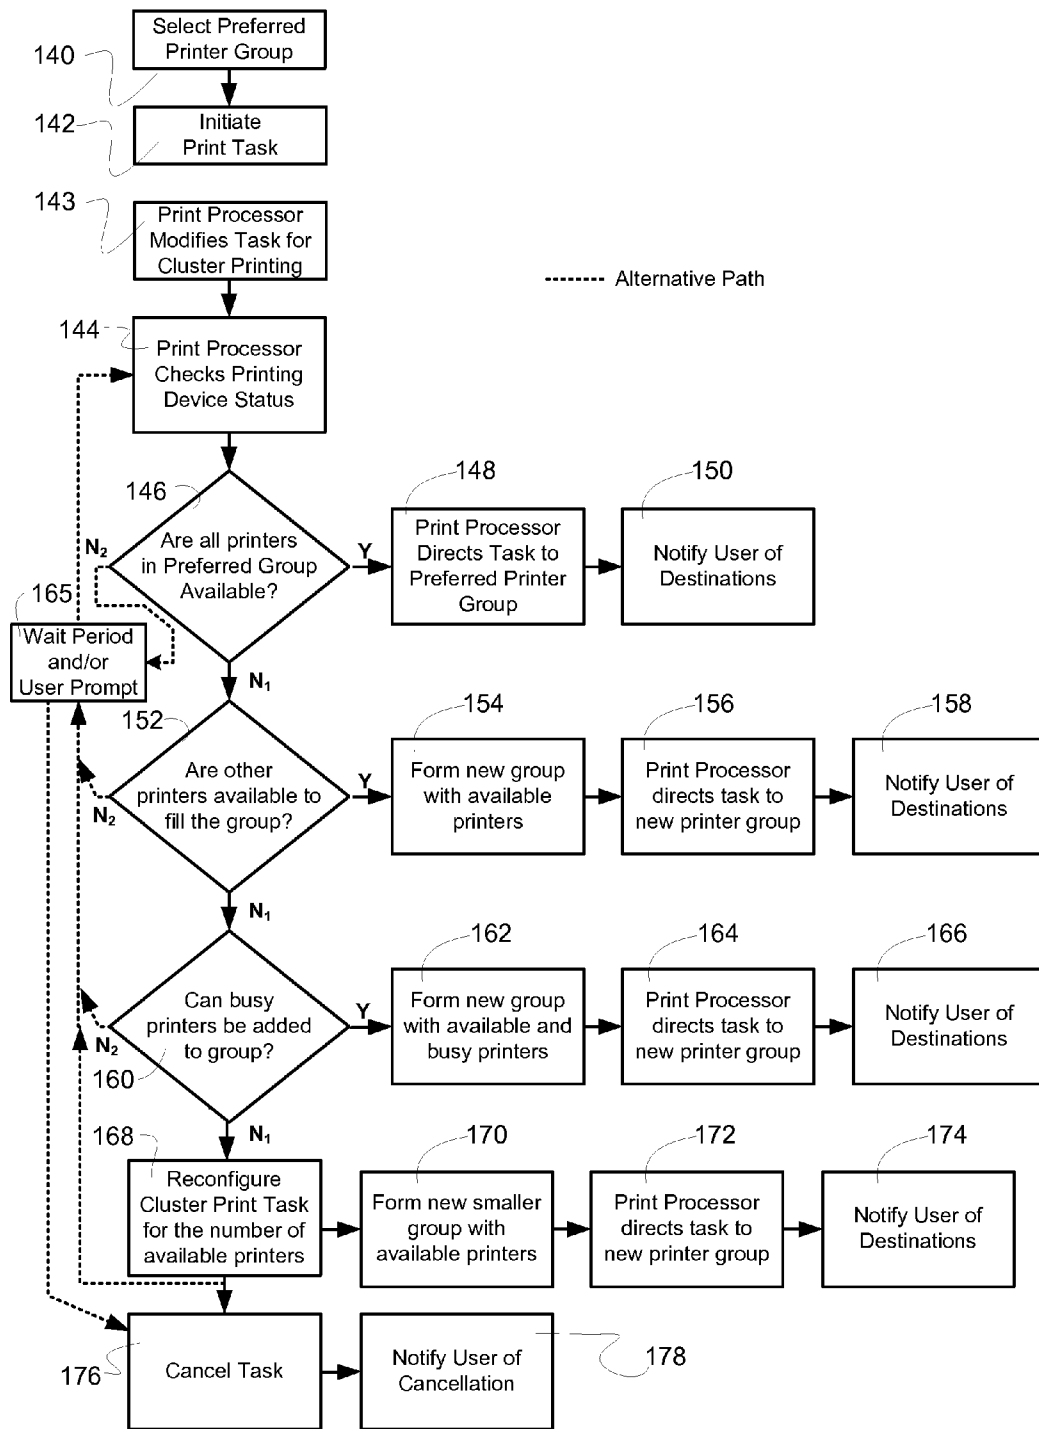 Select Preferred
Printer Group
140
Initiate
Print Task
142
143
Print Processor
Modifies Task for
Cluster Printing
Alternative Path
144
Print Processor
Checks Printing
Device Status
146
Are all printers
in Preferred Group
Available?
N₂
Y
148
Print Processor
Directs Task to
Preferred Printer
Group
150
Notify User of
Destinations
165
Wait Period
and/or
User Prompt
N₁
152
Are other
printers available to
fill the group?
N₂
Y
154
Form new group
with available
printers
156
Print Processor
directs task to
new printer group
158
Notify User of
Destinations
N₁
Can busy
printers be added
to group?
160
N₂
Y
162
Form new group
with available and
busy printers
164
Print Processor
directs task to
new printer group
166
Notify User of
Destinations
N₁
168
Reconfigure
Cluster Print Task
for the number of
available printers
170
Form new smaller
group with
available printers
172
Print Processor
directs task to
new printer group
174
Notify User of
Destinations
176
Cancel Task
Notify User of
Cancellation
178